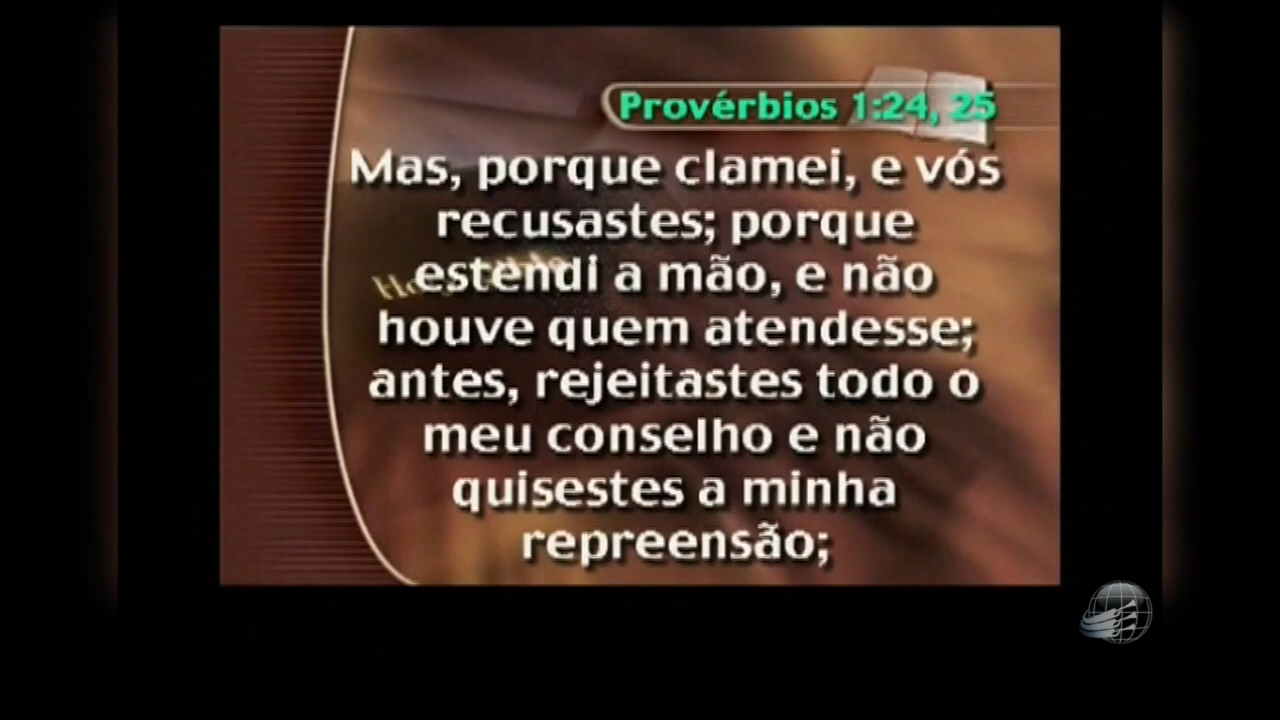 Provérbios 1:24, 25
Mas, porque clamei, e vós
recusastes; porque
estendi a mão, e não
houve quem atendesse;
antes, rejeitastes todo o
meu conselho e não
quisestes a minha
repreensão;